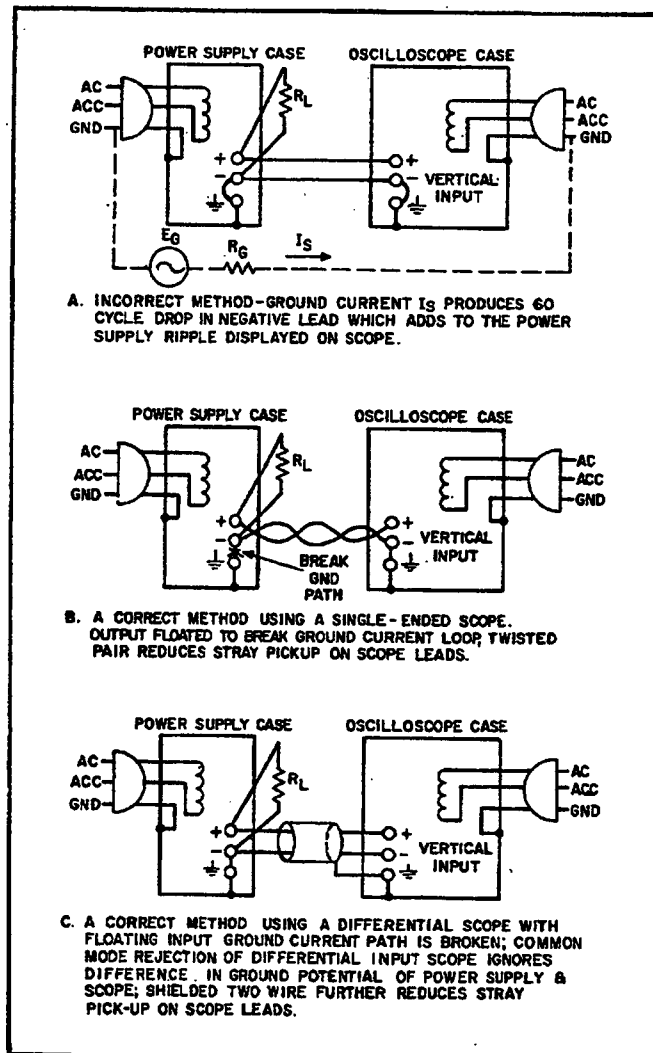 POWER SUPPLY CASE OSCILLOSCOPE CASE
AC
ACC
GND
RL
+
-
+
-
VERTICAL
INPUT
AC
ACC
GND
EG
RG
IS
A. INCORRECT METHOD-GROUND CURRENT IS PRODUCES 60
CYCLE DROP IN NEGATIVE LEAD WHICH ADDS TO THE POWER
SUPPLY RIPPLE DISPLAYED ON SCOPE.
POWER SUPPLY CASE OSCILLOSCOPE CASE
AC
ACC
GND
RL
+
-
BREAK
GND
PATH
+
-
VERTICAL
INPUT
AC
ACC
GND
B. A CORRECT METHOD USING A SINGLE-ENDED SCOPE.
OUTPUT FLOATED TO BREAK GROUND CURRENT LOOP, TWISTED
PAIR REDUCES STRAY PICKUP ON SCOPE LEADS.
POWER SUPPLY CASE OSCILLOSCOPE CASE
AC
ACC
GND
RL
+
-
+
-
VERTICAL
INPUT
AC
ACC
GND
C. A CORRECT METHOD USING A DIFFERENTIAL SCOPE WITH
FLOATING INPUT GROUND CURRENT PATH IS BROKEN; COMMON
MODE REJECTION OF DIFFERENTIAL INPUT SCOPE IGNORES
DIFFERENCE . IN GROUND POTENTIAL OF POWER SUPPLY &
SCOPE; SHIELDED TWO WIRE FURTHER REDUCES STRAY
PICK-UP ON SCOPE LEADS.